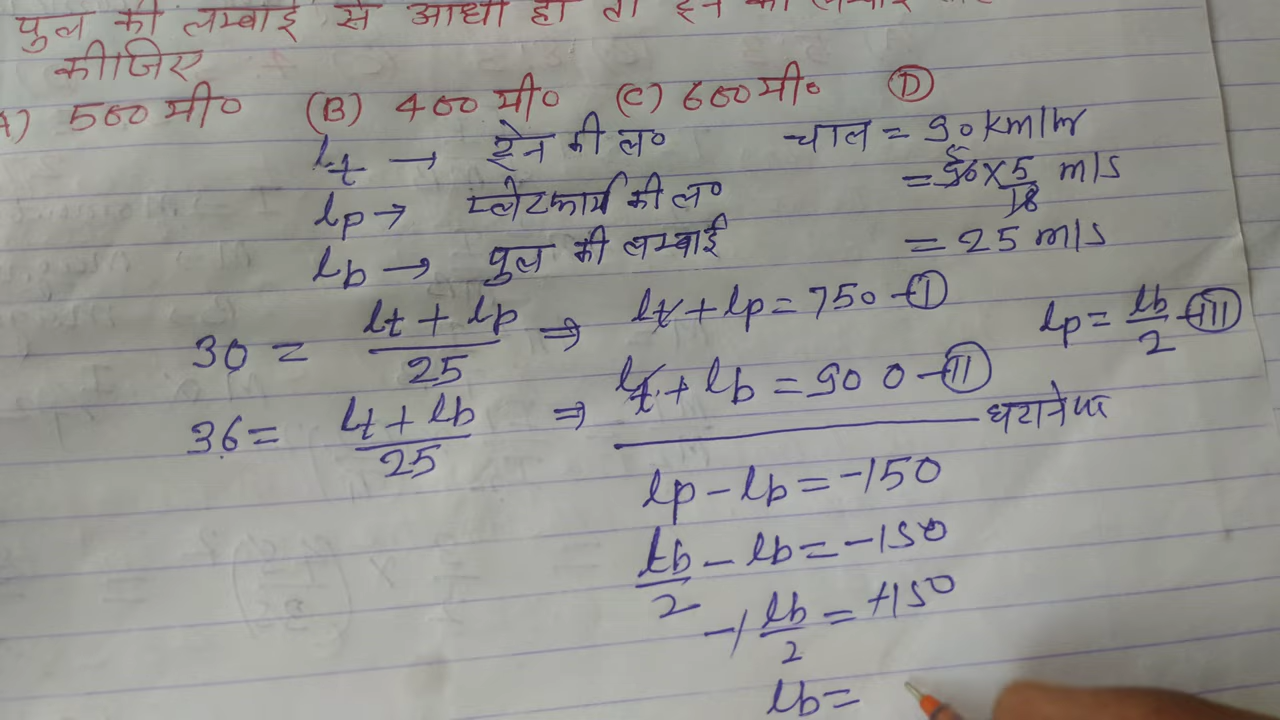 पुल की लम्बाई से आधी हो तो
कीजिए
A) 500 मी० (B) 400 मी० (C) 600 मी० (D)
lt → ट्रेन की ल० चाल = 90 km/hr
lp → प्लेटफार्म की ल० = 90 × 5/18 m/s
lb → पुल की लम्बाई = 25 m/s
30 = (lt + lp)/25 ⇒ lt + lp = 750 - (I) lp = lb/2 - (III)
36 = (lt + lb)/25 ⇒ lt + lb = 900 - (II)
घटाने पर
lp - lb = -150
lb/2 - lb = -150
-lb/2 = +150
lb =